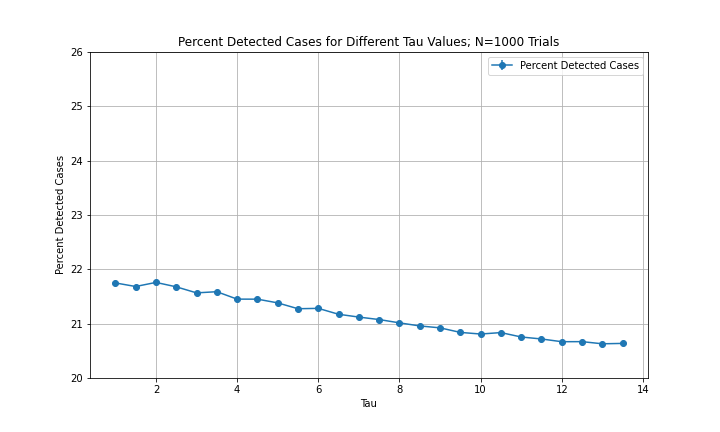 Percent Detected Cases for Different Tau Values; N=1000 Trials
Percent Detected Cases
26
25
24
23
22
21
20
Percent Detected Cases
2 4 6 8 10 12 14
Tau